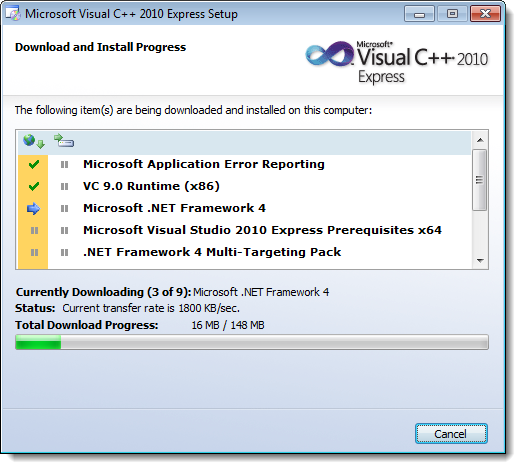 Microsoft Visual C++ 2010 Express Setup
Download and Install Progress
Microsoft®
Visual C++ 2010
Express
The following item(s) are being downloaded and installed on this computer:
Microsoft Application Error Reporting
VC 9.0 Runtime (x86)
Microsoft .NET Framework 4
Microsoft Visual Studio 2010 Express Prerequisites x64
.NET Framework 4 Multi-Targeting Pack
Currently Downloading (3 of 9): Microsoft .NET Framework 4
Status: Current transfer rate is 1800 KB/sec.
Total Download Progress: 16 MB / 148 MB
Cancel